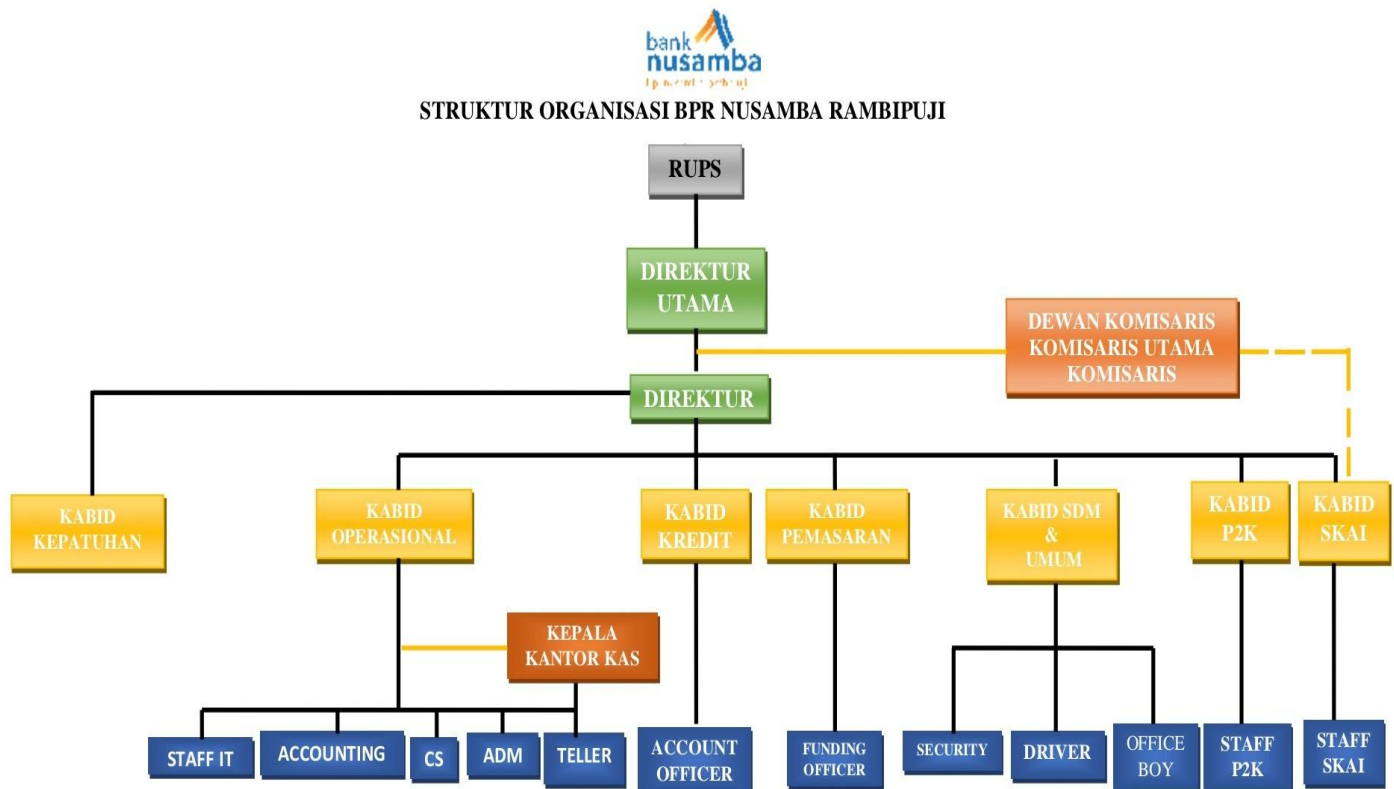 bank
nusamba
STRUKTUR ORGANISASI BPR NUSAMBA RAMBIPUJI
RUPS
DIREKTUR
UTAMA
DEWAN KOMISARIS
KOMISARIS UTAMA
KOMISARIS
DIREKTUR
KABID
KEPATUHAN
KABID
OPERASIONAL
KABID
KREDIT
KABID
PEMASARAN
KABID SDM
&
UMUM
KABID
P2K
KABID
SKAI
KEPALA
KANTOR KAS
STAFF IT
ACCOUNTING
CS
ADM
TELLER
ACCOUNT
OFFICER
FUNDING
OFFICER
SECURITY
DRIVER
OFFICE
BOY
STAFF
P2K
STAFF
SKAI